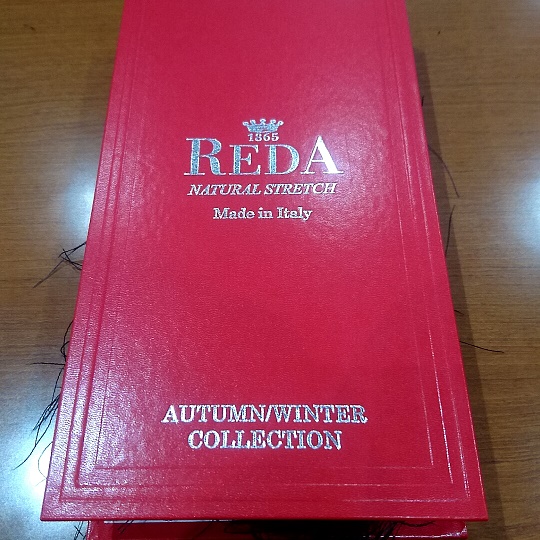 1865
REDA
NATURAL STRETCH
Made in Italy
AUTUMN/WINTER
COLLECTION